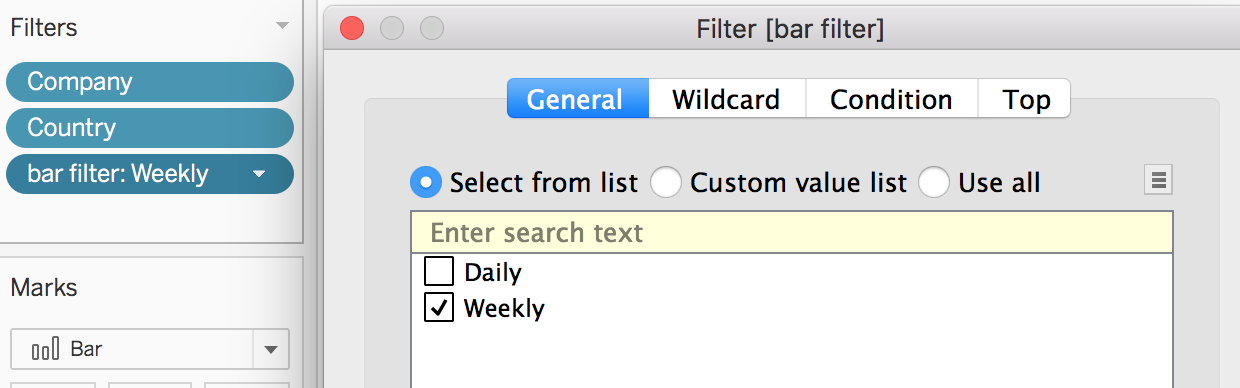 Filters
Company
Country
bar filter: Weekly
Marks
Bar
Filter [bar filter]
General Wildcard Condition Top
Select from list Custom value list Use all
Enter search text
Daily
Weekly